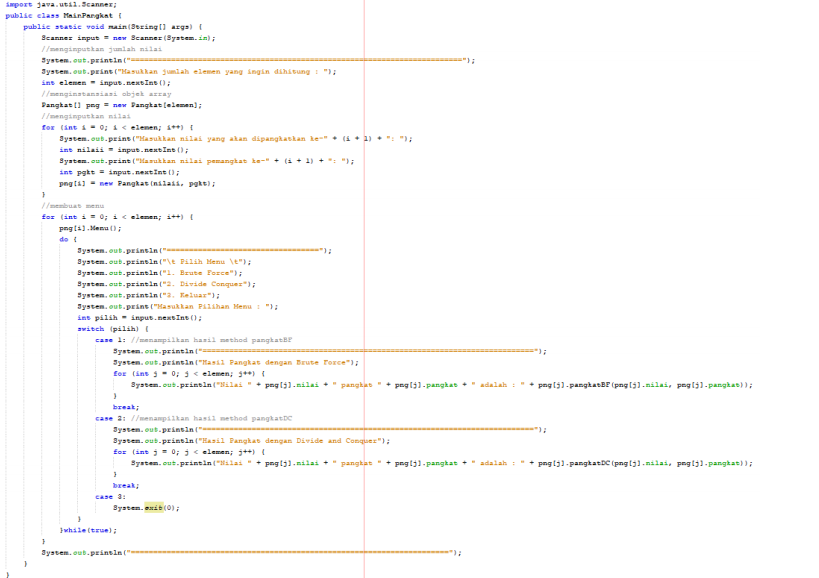 import java.util.Scanner;
public class MainPangkat {
public static void main(String[] args) {
Scanner input = new Scanner(System.in);
//menginputkan jumlah nilai
System.out.println("==========================================================================");
System.out.print("Masukkan jumlah elemen yang ingin dihitung : ");
int elemen = input.nextInt();
//menginstansiasi objek array
Pangkat[] png = new Pangkat[elemen];
//menginputkan nilai
for (int i = 0; i < elemen; i++) {
System.out.print("Masukkan nilai yang akan dipangkatkan ke-" + (i + 1) + ": ");
int nilaii = input.nextInt();
System.out.print("Masukkan nilai pemangkat ke-" + (i + 1) + ": ");
int pgkt = input.nextInt();
png[i] = new Pangkat(nilaii, pgkt);
}
//membuat menu
for (int i = 0; i < elemen; i++) {
png[i].Menu();
do {
System.out.println("==================================");
System.out.println("\t Pilih Menu \t");
System.out.println("1. Brute Force");
System.out.println("2. Divide Conquer");
System.out.println("3. Keluar");
System.out.print("Masukkan Pilihan Menu : ");
int pilih = input.nextInt();
switch (pilih) {
case 1: //menampilkan hasil method pangkatBF
System.out.println("==========================================================================");
System.out.println("Hasil Pangkat dengan Brute Force");
for (int j = 0; j < elemen; j++) {
System.out.println("Nilai " + png[j].nilai + " pangkat " + png[j].pangkat + " adalah : " + png[j].pangkatBF(png[j].nilai, png[j].pangkat));
}
break;
case 2: //menampilkan hasil method pangkatDC
System.out.println("==========================================================================");
System.out.println("Hasil Pangkat dengan Divide and Conquer");
for (int j = 0; j < elemen; j++) {
System.out.println("Nilai " + png[j].nilai + " pangkat " + png[j].pangkat + " adalah : " + png[j].pangkatDC(png[j].nilai, png[j].pangkat));
}
break;
case 3:
System.exit(0);
}
}while(true);
}
System.out.println("=======================================================================");
}
}